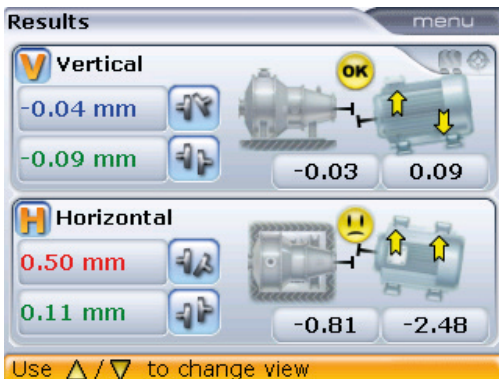 Results menu
V Vertical OK
-0.04 mm
-0.09 mm
-0.03 0.09
H Horizontal
0.50 mm
0.11 mm
-0.81 -2.48
Use △/▽ to change view